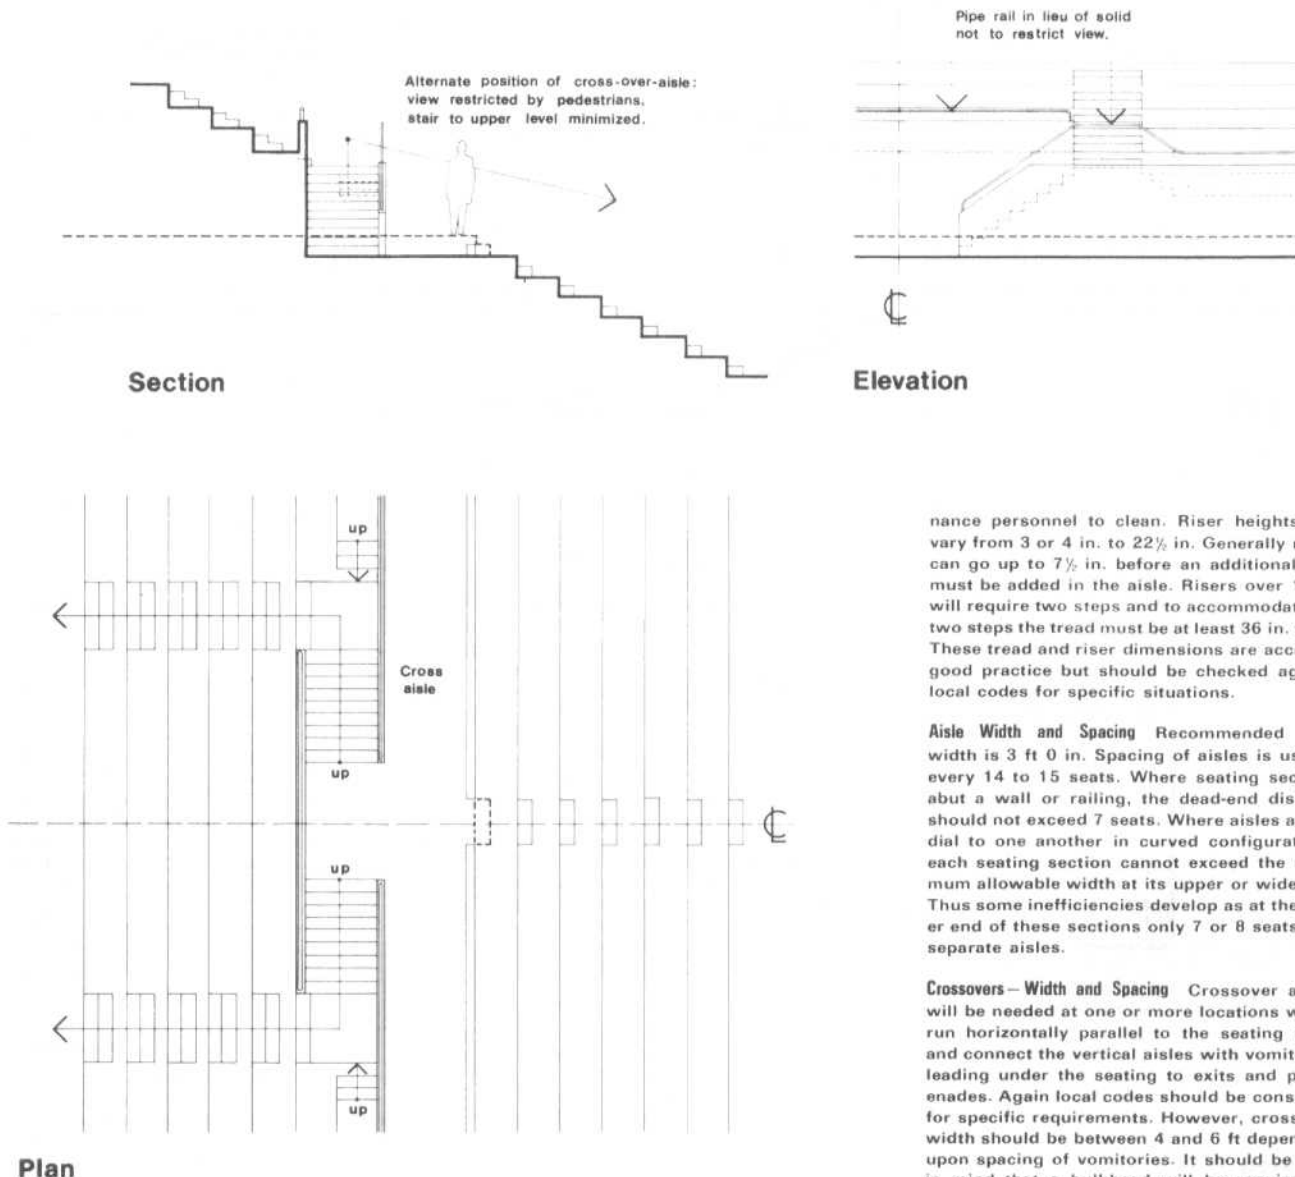 Pipe rail in lieu of solid
not to restrict view.
Alternate position of cross-over-aisle:
view restricted by pedestrians.
stair to upper level minimized.
Section
Elevation
up
Cross
aisle
up
up
up
Plan
nance personnel to clean. Riser heights
vary from 3 or 4 in. to 22½ in. Generally
can go up to 7½ in. before an additional
must be added in the aisle. Risers over
will require two steps and to accommodat
two steps the tread must be at least 36 in.
These tread and riser dimensions are acc
good practice but should be checked ag
local codes for specific situations.
Aisle Width and Spacing Recommended
width is 3 ft 0 in. Spacing of aisles is us
every 14 to 15 seats. Where seating sec
abut a wall or railing, the dead-end dis
should not exceed 7 seats. Where aisles a
dial to one another in curved configurat
each seating section cannot exceed the
mum allowable width at its upper or wide
Thus some inefficiencies develop as at the
er end of these sections only 7 or 8 seats
separate aisles.
Crossovers—Width and Spacing Crossover a
will be needed at one or more locations w
run horizontally parallel to the seating
and connect the vertical aisles with vomit
leading under the seating to exits and p
enades. Again local codes should be cons
for specific requirements. However, cross
width should be between 4 and 6 ft deper
upon spacing of vomitories. It should be